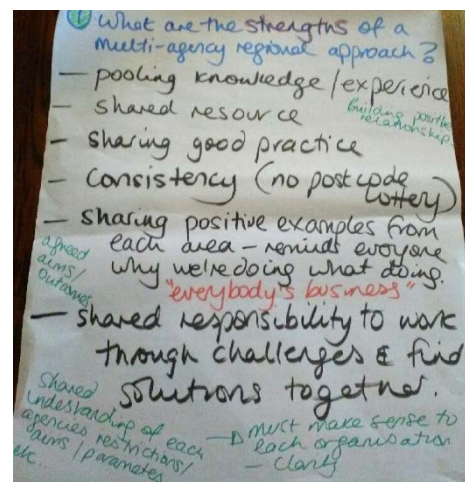 ① What are the strengths of a
multi-agency regional approach?
– pooling knowledge/experience
– shared resource
building positive
relationship
– sharing good practice
– consistency (no postcode
lottery)
– sharing positive examples from
each area – reminds everyone
why we're doing what doing.
agreed
aims/
outcomes
"everybody's business"
– shared responsibility to work
through challenges & find
solutions together.
shared
understanding of each
agencies restrictions/
aims/parameters
etc..
→ must make sense to
each organisation
– clarity